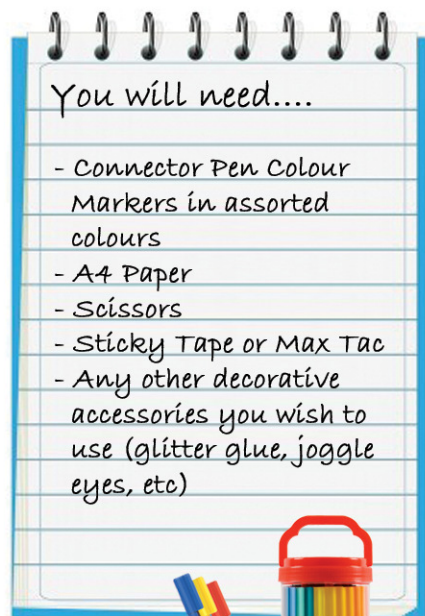 You will need....
- Connector Pen Colour
Markers in assorted
colours
- A4 Paper
- Scissors
- Sticky Tape or Max Tac
- Any other decorative
accessories you wish to
use (glitter glue, joggle
eyes, etc)